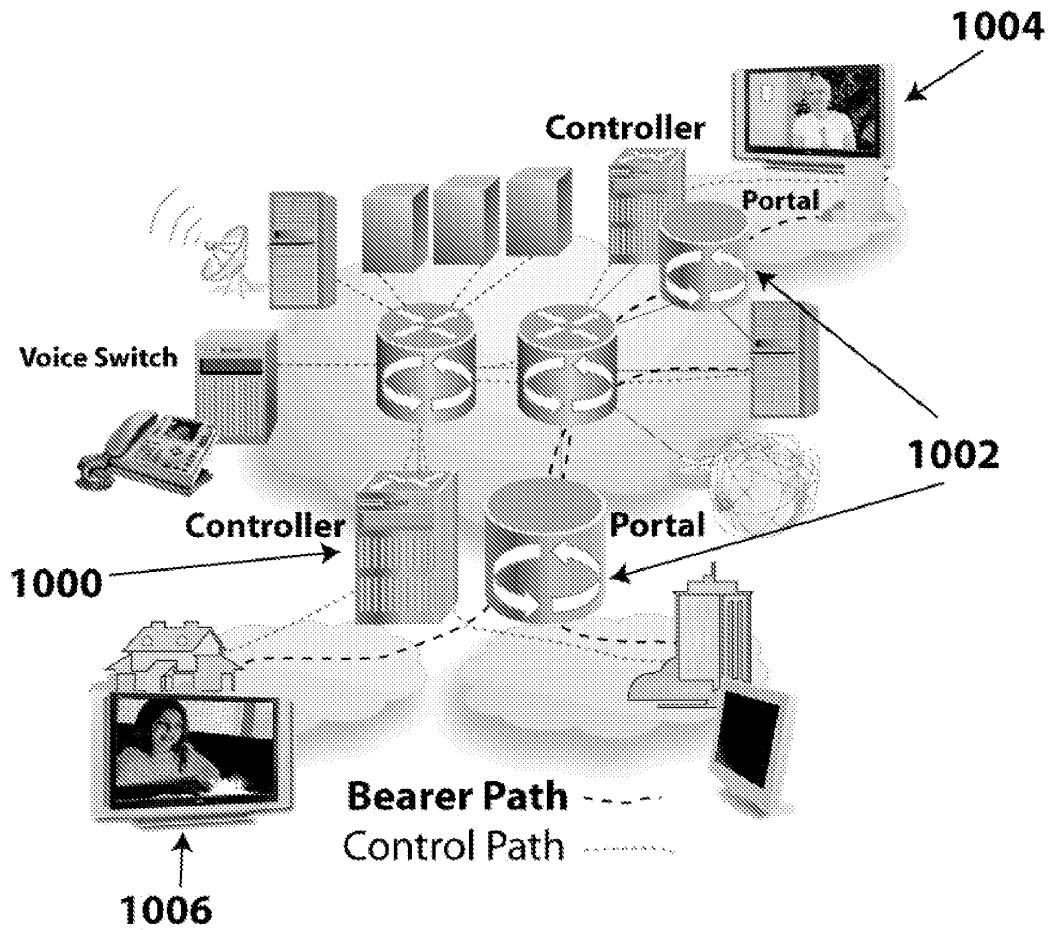 1004
Controller
Portal
Voice Switch
1002
Controller
Portal
1000
Bearer Path
Control Path
1006